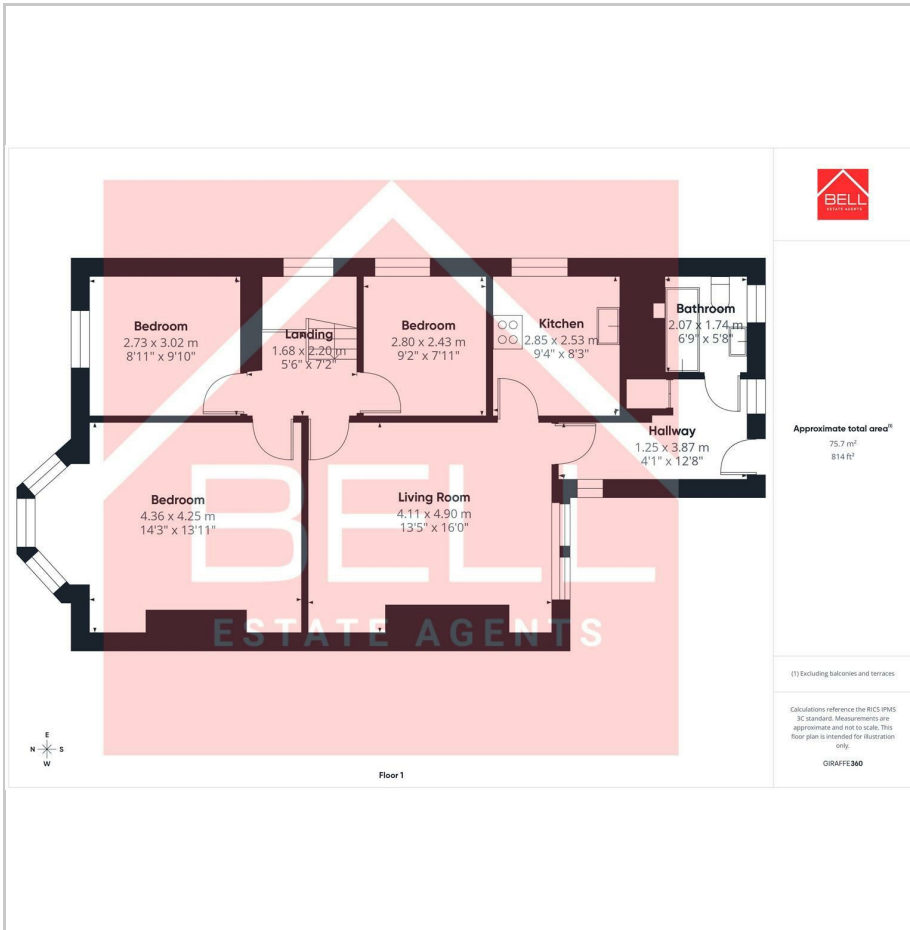 Bedroom
2.73 x 3.02 m
8'11" x 9'10"
Landing
1.68 x 2.20 m
5'6" x 7'2"
Bedroom
2.80 x 2.43 m
9'2" x 7'11"
Kitchen
2.85 x 2.53 m
9'4" x 8'3"
Bathroom
2.07 x 1.74 m
6'9" x 5'8"
Hallway
1.25 x 3.87 m
4'1" x 12'8"
Bedroom
4.36 x 4.25 m
14'3" x 13'11"
Living Room
4.11 x 4.90 m
13'5" x 16'0"
BELL
ESTATE AGENTS
E
N S
W
Floor 1
BELL
ESTATE AGENTS
Approximate total area(1)
75.7 m²
814 ft²
(1) Excluding balconies and terraces
Calculations reference the RICS IPMS
3C standard. Measurements are
approximate and not to scale. This
floor plan is intended for illustration
only.
GIRAFFE360